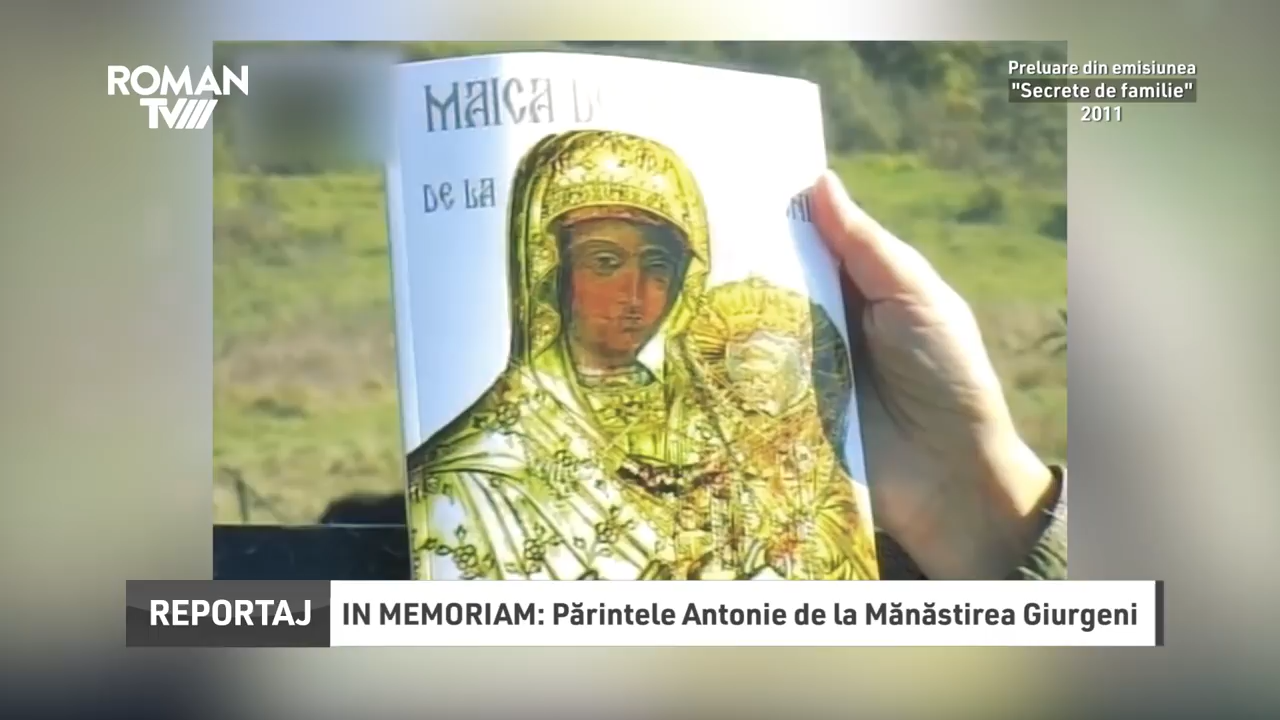 ROMAN
TV
Preluare din emisiunea
"Secrete de familie"
2011
MAICA
DE LA
REPORTAJ
IN MEMORIAM: Părintele Antonie de la Mănăstirea Giurgeni